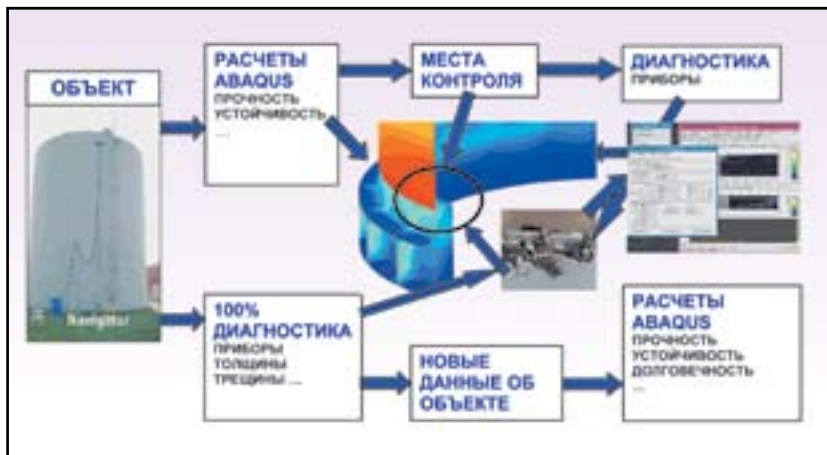 ОБЪЕКТ
РАСЧЕТЫ
ABAQUS
ПРОЧНОСТЬ
УСТОЙЧИВОСТЬ
...
МЕСТА
КОНТРОЛЯ
ДИАГНОСТИКА
ПРИБОРЫ
100%
ДИАГНОСТИКА
ПРИБОРЫ
ТОЛЩИНЫ
ТРЕЩИНЫ ...
НОВЫЕ
ДАННЫЕ ОБ
ОБЪЕКТЕ
РАСЧЕТЫ
ABAQUS
ПРОЧНОСТЬ
УСТОЙЧИВОСТЬ
ДОЛГОВЕЧНОСТЬ
...